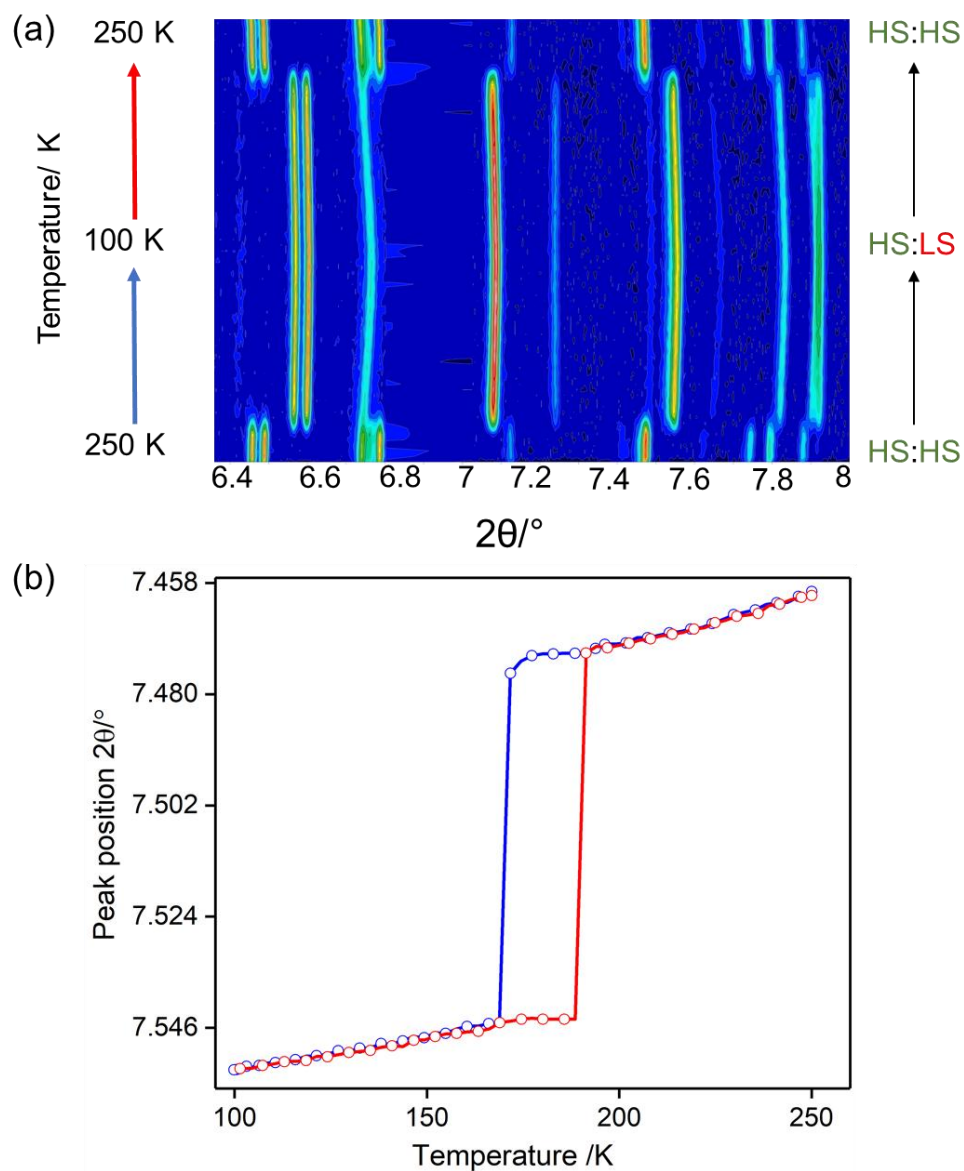 (a)
250 K
HS:HS
Temperature/ K
100 K
HS:LS
250 K
HS:HS
6.4 6.6 6.8 7 7.2 7.4 7.6 7.8 8
2θ/°
(b)
7.458
7.480
7.502
7.524
7.546
Peak position 2θ/°
100 150 200 250
Temperature /K